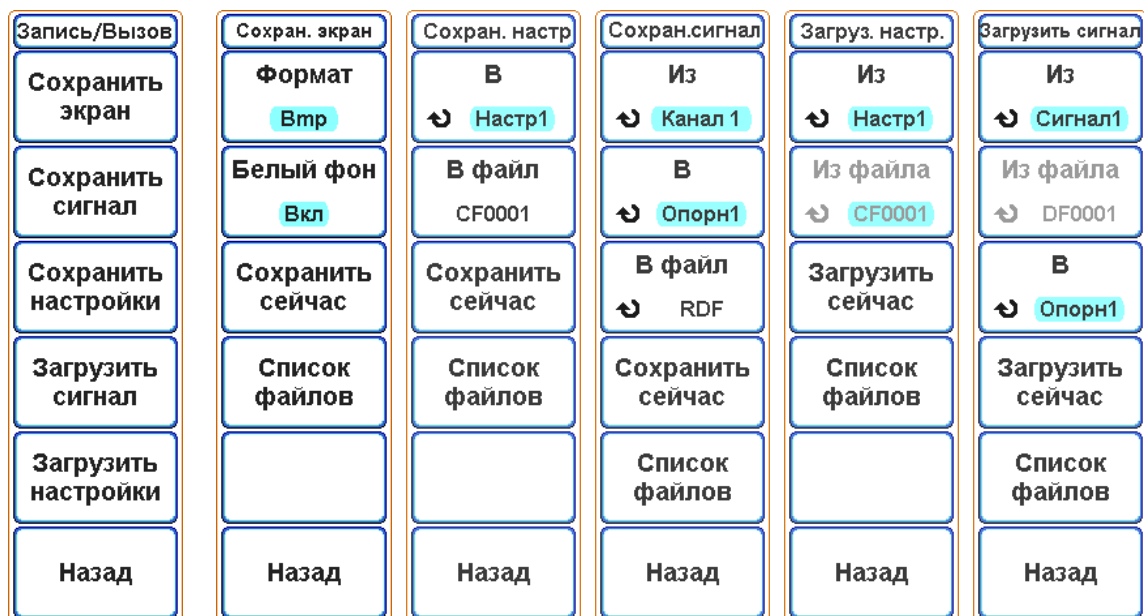 Запись/Вызов
Сохранить
экран
Сохранить
сигнал
Сохранить
настройки
Загрузить
сигнал
Загрузить
настройки
Назад
Сохран. экран
Формат
Bmp
Белый фон
Вкл
Сохранить
сейчас
Список
файлов
Назад
Сохран. настр
В
Настр1
В файл
CF0001
Сохранить
сейчас
Список
файлов
Назад
Сохран.сигнал
Из
Канал 1
В
Опорн1
В файл
RDF
Сохранить
сейчас
Список
файлов
Назад
Загруз. настр.
Из
Настр1
Из файла
CF0001
Загрузить
сейчас
Список
файлов
Назад
Загрузить сигнал
Из
Сигнал1
Из файла
DF0001
В
Опорн1
Загрузить
сейчас
Список
файлов
Назад